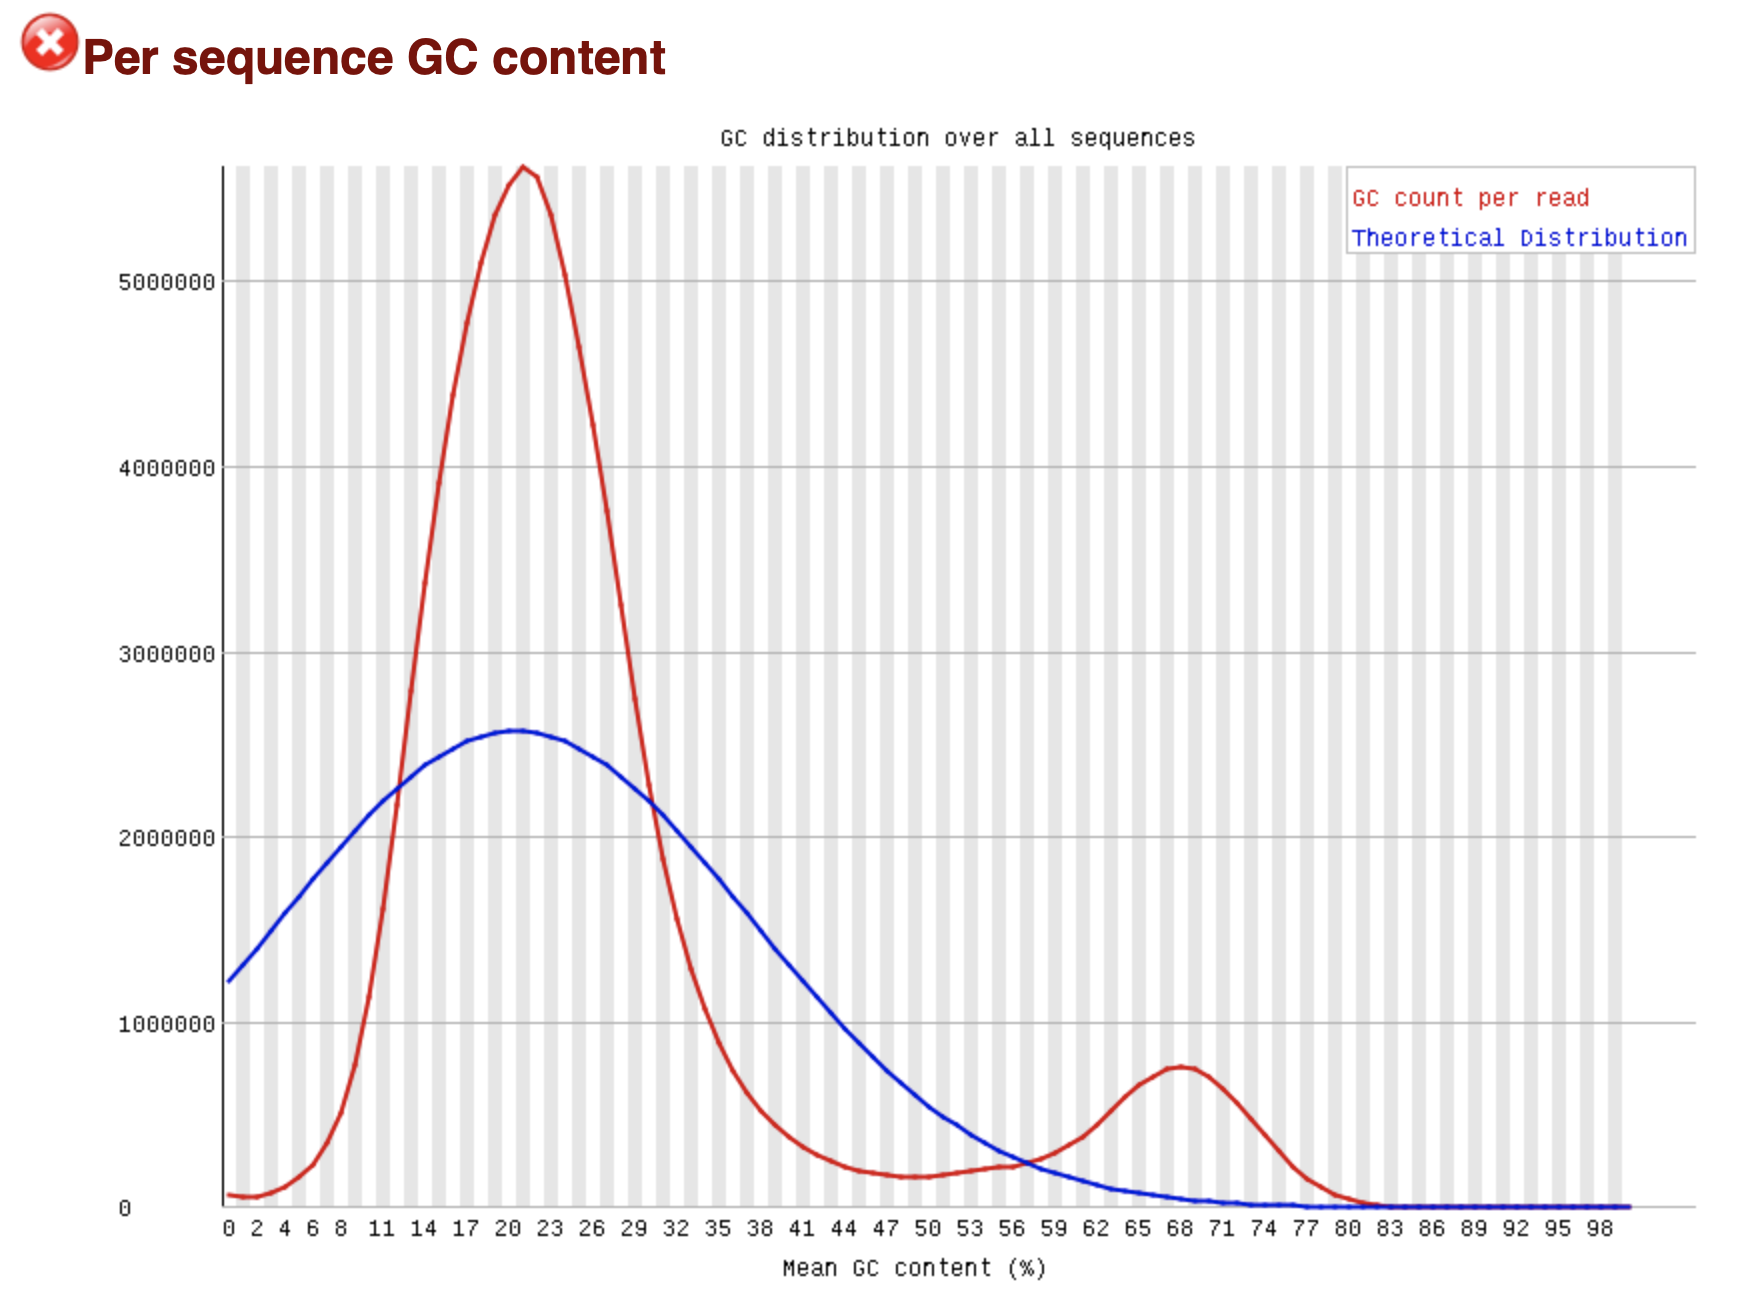 Per sequence GC content
GC distribution over all sequences
GC count per read
Theoretical Distribution
5000000
4000000
3000000
2000000
1000000
0
0 2 4 6 8 11 14 17 20 23 26 29 32 35 38 41 44 47 50 53 56 59 62 65 68 71 74 77 80 83 86 89 92 95 98
Mean GC content (%)